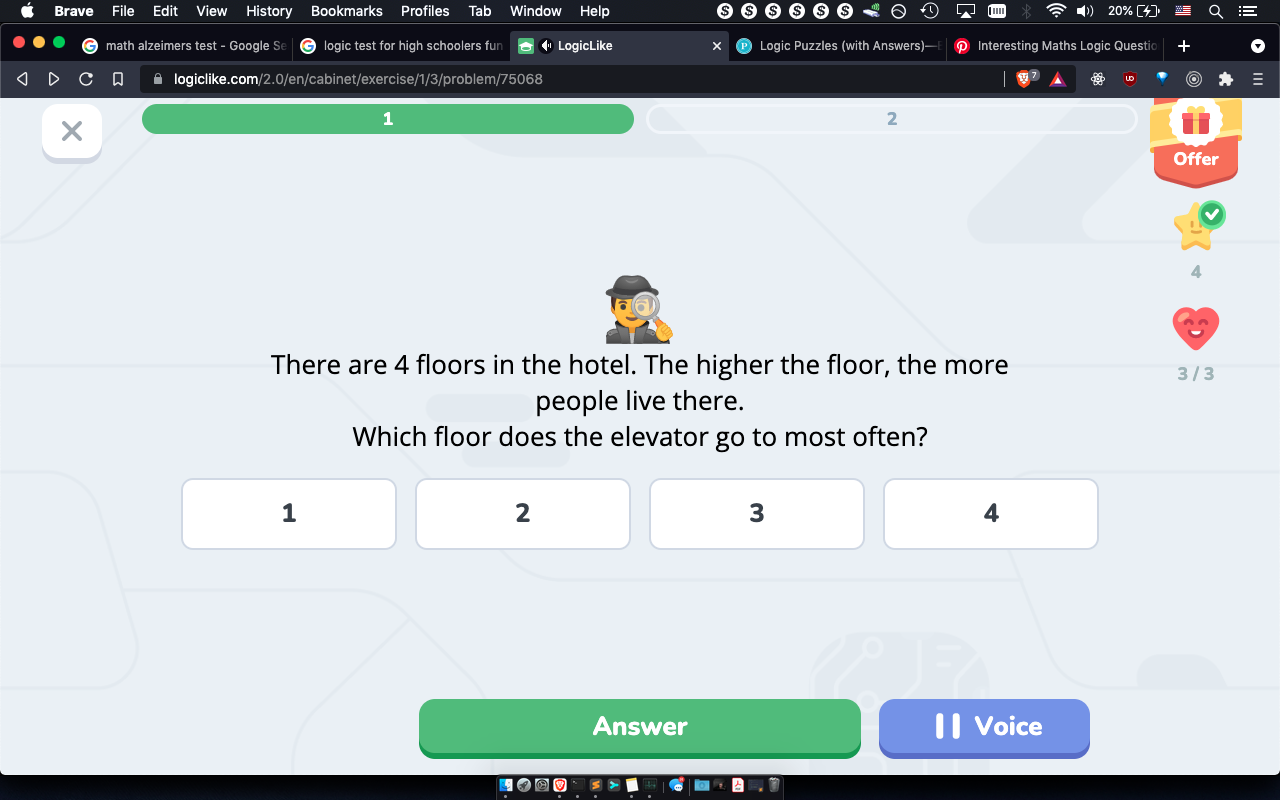 Brave File Edit View History Bookmarks Profiles Tab Window Help S S S S S S 20%
math alzeimers test - Google Se logic test for high schoolers fun LogicLike Logic Puzzles (with Answers)— Interesting Maths Logic Questio
logiclike.com/2.0/en/cabinet/exercise/1/3/problem/75068 7
1 2
Offer
4
3 / 3
There are 4 floors in the hotel. The higher the floor, the more
people live there.
Which floor does the elevator go to most often?
1 2 3 4
Answer Voice